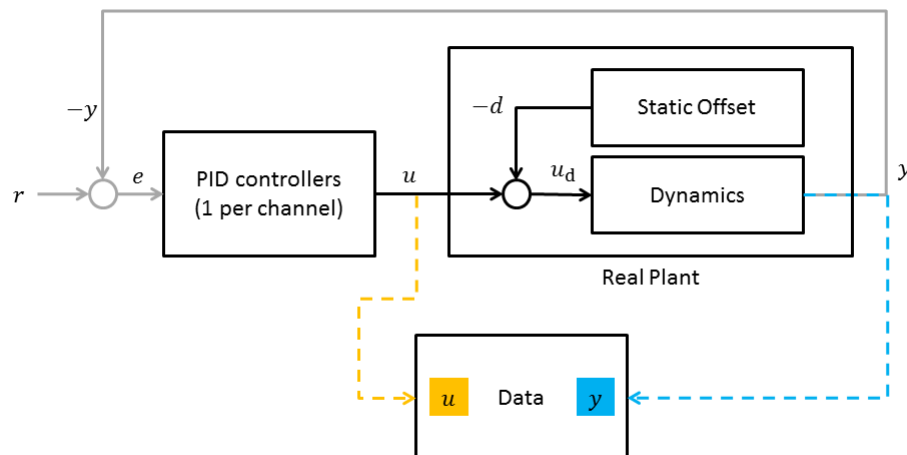 −y
r
e
PID controllers
(1 per channel)
u
−d
Static Offset
u_d
Dynamics
y
Real Plant
u
Data
y